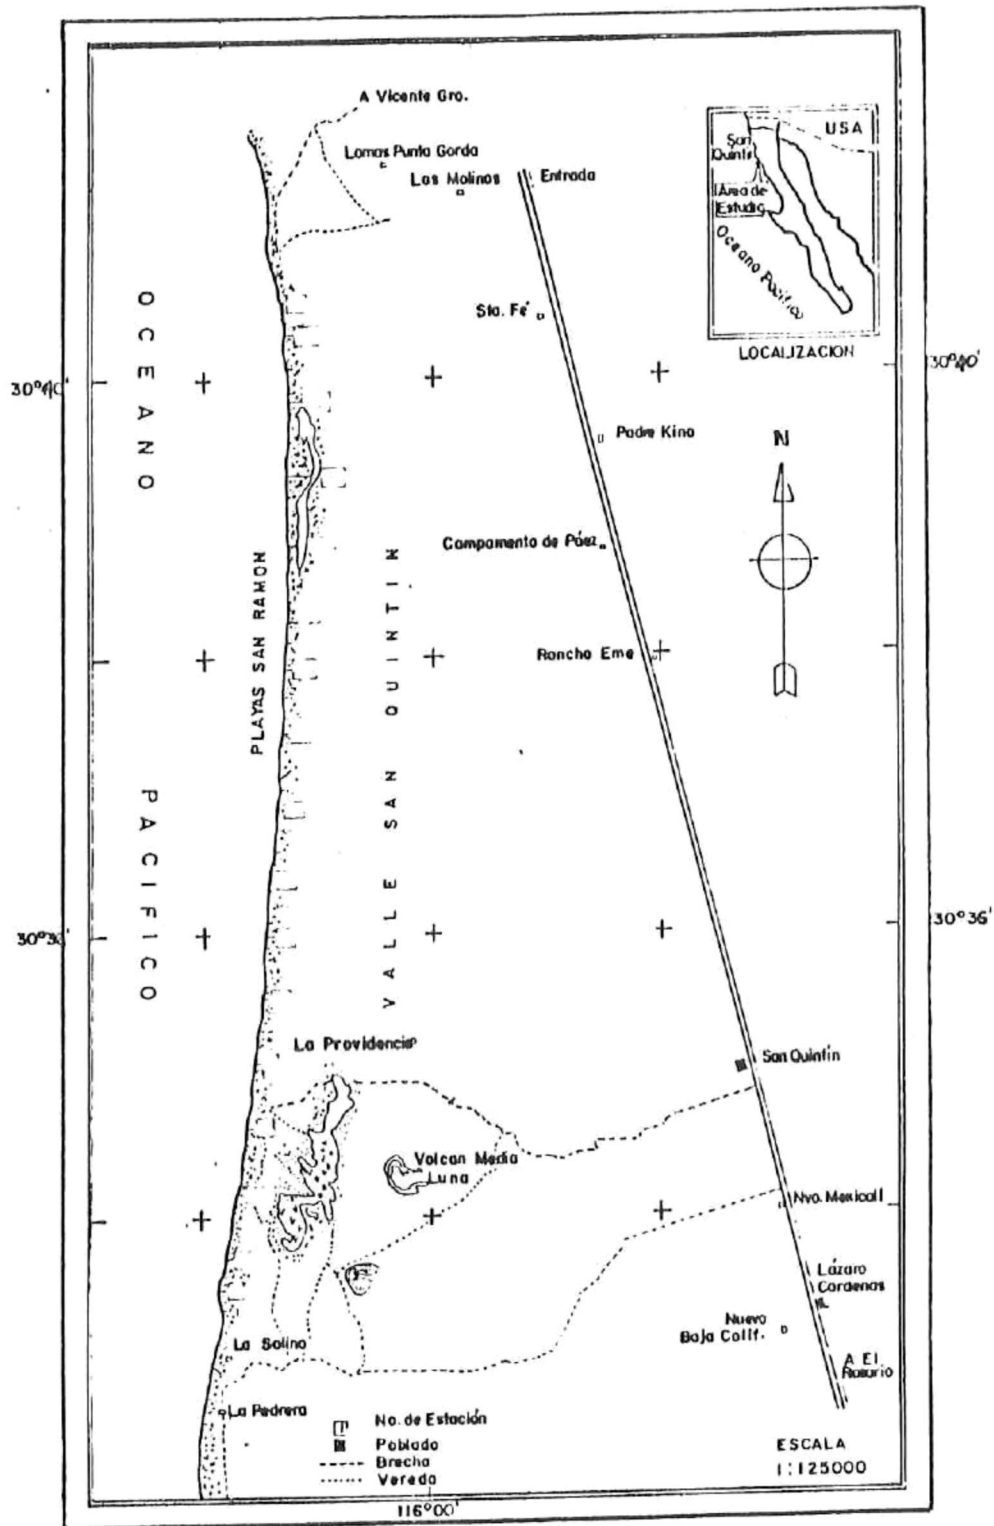 A Vicente Gro.
Lomas Punta Gorda
Los Molinos
Entrada
USA
San
Quintín
Área de
Estudio
Oceano Pacifico
LOCALIZACION
Sta. Fé
30°40'
30°40'
OCEANO
Padre Kino
N
Campamento de Páez
PLAYAS SAN RAMON
VALLE SAN QUINTIN
Rancho Eme
PACIFICO
30°36'
La Providencia
San Quintín
Volcan Media
Luna
Nvo. Mexicali
Lázaro
Cardenas
Nuevo
Baja Calif.
La Salina
A El
Rosario
La Pedrera
No. de Estación
Poblado
Brecha
Vereda
ESCALA
1:125000
116°00'